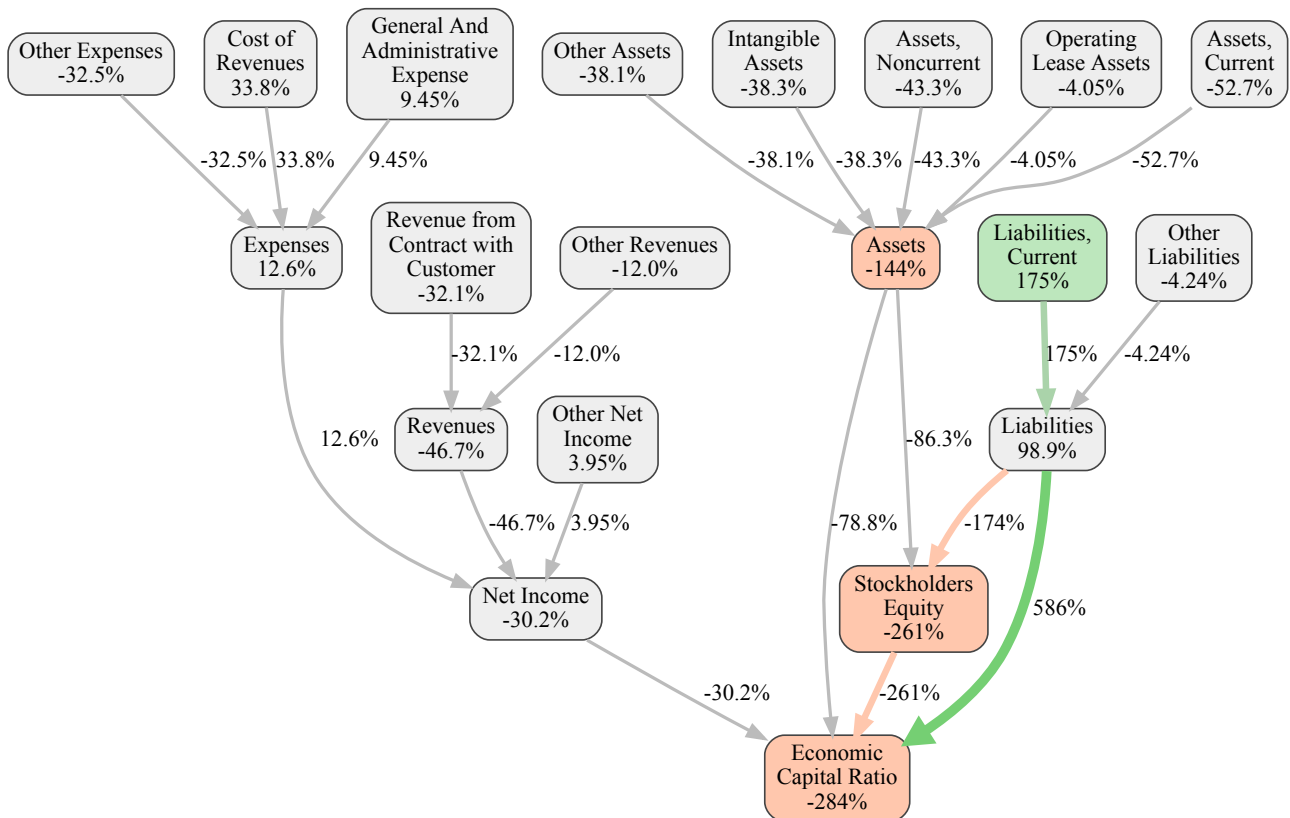 Other Expenses
-32.5%
Cost of
Revenues
33.8%
General And
Administrative
Expense
9.45%
Other Assets
-38.1%
Intangible
Assets
-38.3%
Assets,
Noncurrent
-43.3%
Operating
Lease Assets
-4.05%
Assets,
Current
-52.7%
-32.5%
33.8%
9.45%
-38.1%
-38.3%
-43.3%
-4.05%
-52.7%
Expenses
12.6%
Revenue from
Contract with
Customer
-32.1%
Other Revenues
-12.0%
Assets
-144%
Liabilities,
Current
175%
Other
Liabilities
-4.24%
-32.1%
-12.0%
175%
-4.24%
12.6%
Revenues
-46.7%
Other Net
Income
3.95%
-86.3%
Liabilities
98.9%
-46.7%
3.95%
-78.8%
-174%
Net Income
-30.2%
Stockholders
Equity
-261%
586%
-30.2%
-261%
Economic
Capital Ratio
-284%